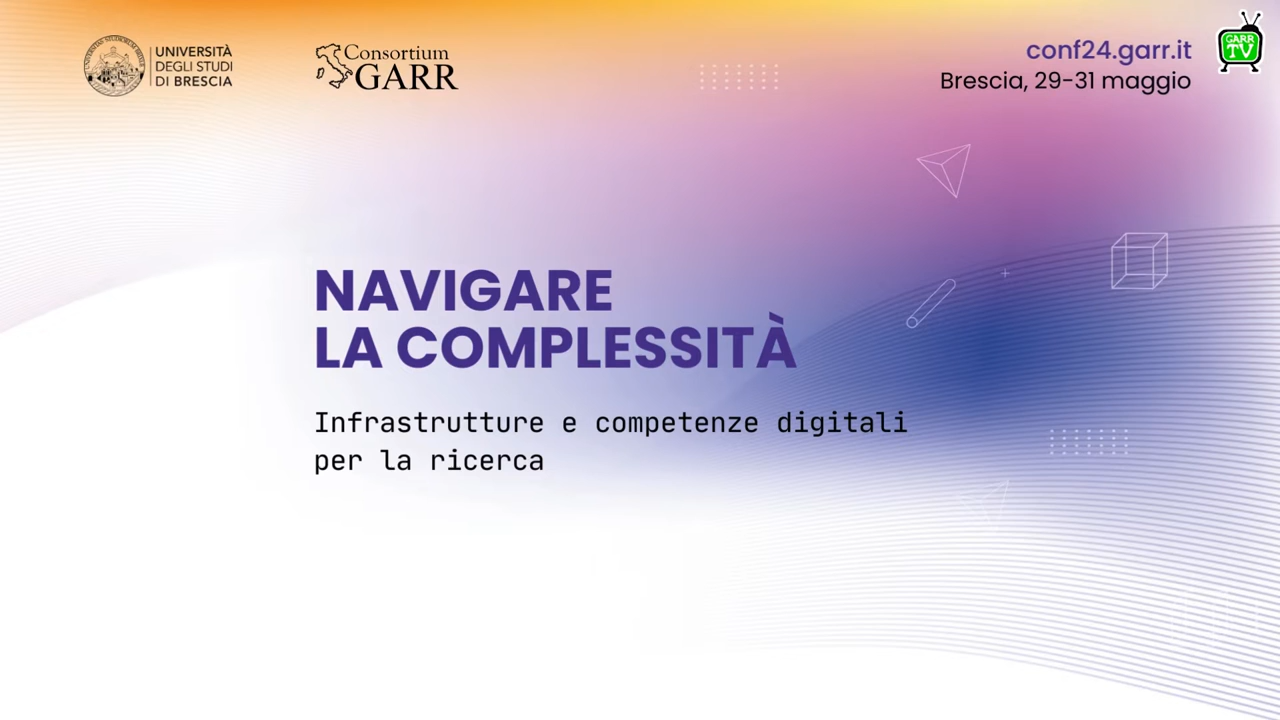 UNIVERSITÀ
DEGLI STUDI
DI BRESCIA
Consortium
GARR
conf24.garr.it
Brescia, 29-31 maggio
GARR
TV
NAVIGARE
LA COMPLESSITÀ
Infrastrutture e competenze digitali
per la ricerca